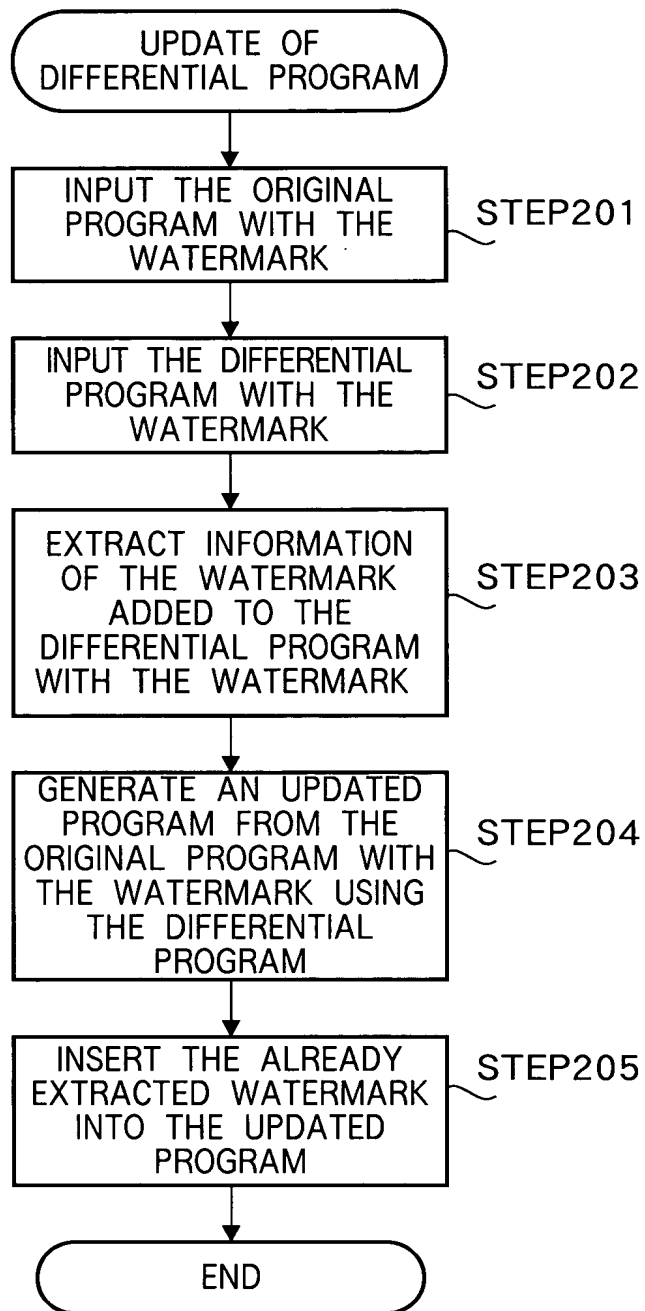 UPDATE OF
DIFFERENTIAL PROGRAM
INPUT THE ORIGINAL
PROGRAM WITH THE
WATERMARK
STEP201
INPUT THE DIFFERENTIAL
PROGRAM WITH THE
WATERMARK
STEP202
EXTRACT INFORMATION
OF THE WATERMARK
ADDED TO THE
DIFFERENTIAL PROGRAM
WITH THE WATERMARK
STEP203
GENERATE AN UPDATED
PROGRAM FROM THE
ORIGINAL PROGRAM WITH
THE WATERMARK USING
THE DIFFERENTIAL
PROGRAM
STEP204
INSERT THE ALREADY
EXTRACTED WATERMARK
INTO THE UPDATED
PROGRAM
STEP205
END